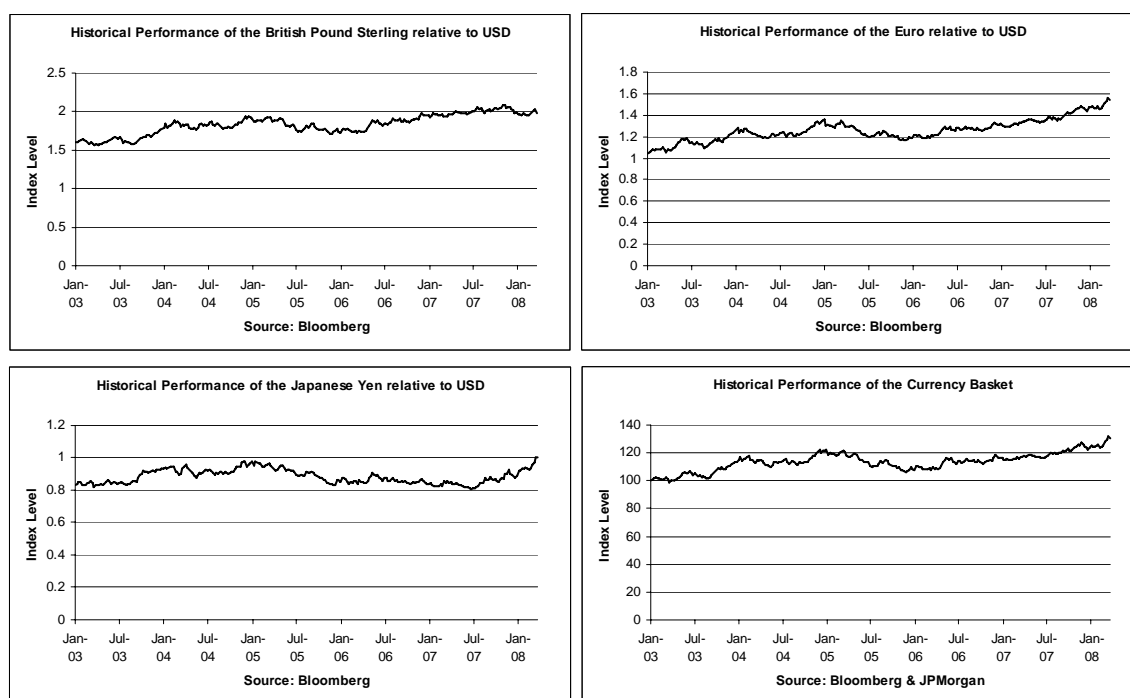 Historical Performance of the British Pound Sterling relative to USD
2.5
2
1.5
1
0.5
0
Index Level
Jan-
03
Jul-
03
Jan-
04
Jul-
04
Jan-
05
Jul-
05
Jan-
06
Jul-
06
Jan-
07
Jul-
07
Jan-
08
Source: Bloomberg
Historical Performance of the Euro relative to USD
1.8
1.6
1.4
1.2
1
0.8
0.6
0.4
0.2
0
Index Level
Jan-
03
Jul-
03
Jan-
04
Jul-
04
Jan-
05
Jul-
05
Jan-
06
Jul-
06
Jan-
07
Jul-
07
Jan-
08
Source: Bloomberg
Historical Performance of the Japanese Yen relative to USD
1.2
1
0.8
0.6
0.4
0.2
0
Index Level
Jan-
03
Jul-
03
Jan-
04
Jul-
04
Jan-
05
Jul-
05
Jan-
06
Jul-
06
Jan-
07
Jul-
07
Jan-
08
Source: Bloomberg
Historical Performance of the Currency Basket
140
120
100
80
60
40
20
0
Index Level
Jan-
03
Jul-
03
Jan-
04
Jul-
04
Jan-
05
Jul-
05
Jan-
06
Jul-
06
Jan-
07
Jul-
07
Jan-
08
Source: Bloomberg & JPMorgan